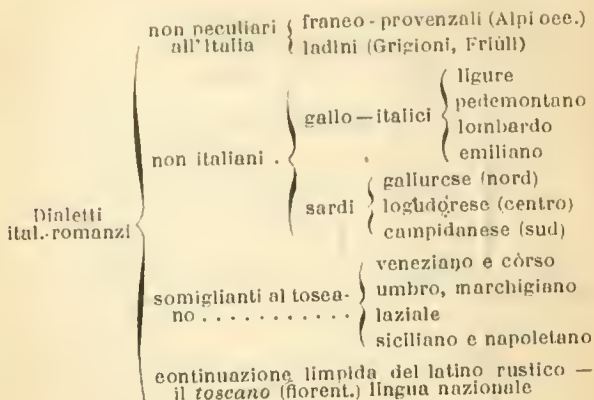 non peculiari
all'Italia
franco-provenzali (Alpi occ.)
ladini (Grigioni, Friùli)
non italiani .
gallo—italici
ligure
pedemontano
lombardo
emiliano
sardi
gallurese (nord)
logudorese (centro)
campidanese (sud)
Dialetti
ital.-romanzi
somiglianti al tosca-
no . . . . . . . . . . .
veneziano e còrso
umbro, marchigiano
laziale
siciliano e napoletano
continuazione limpida del latino rustico —
il toscano (fiorent.) lingua nazionale